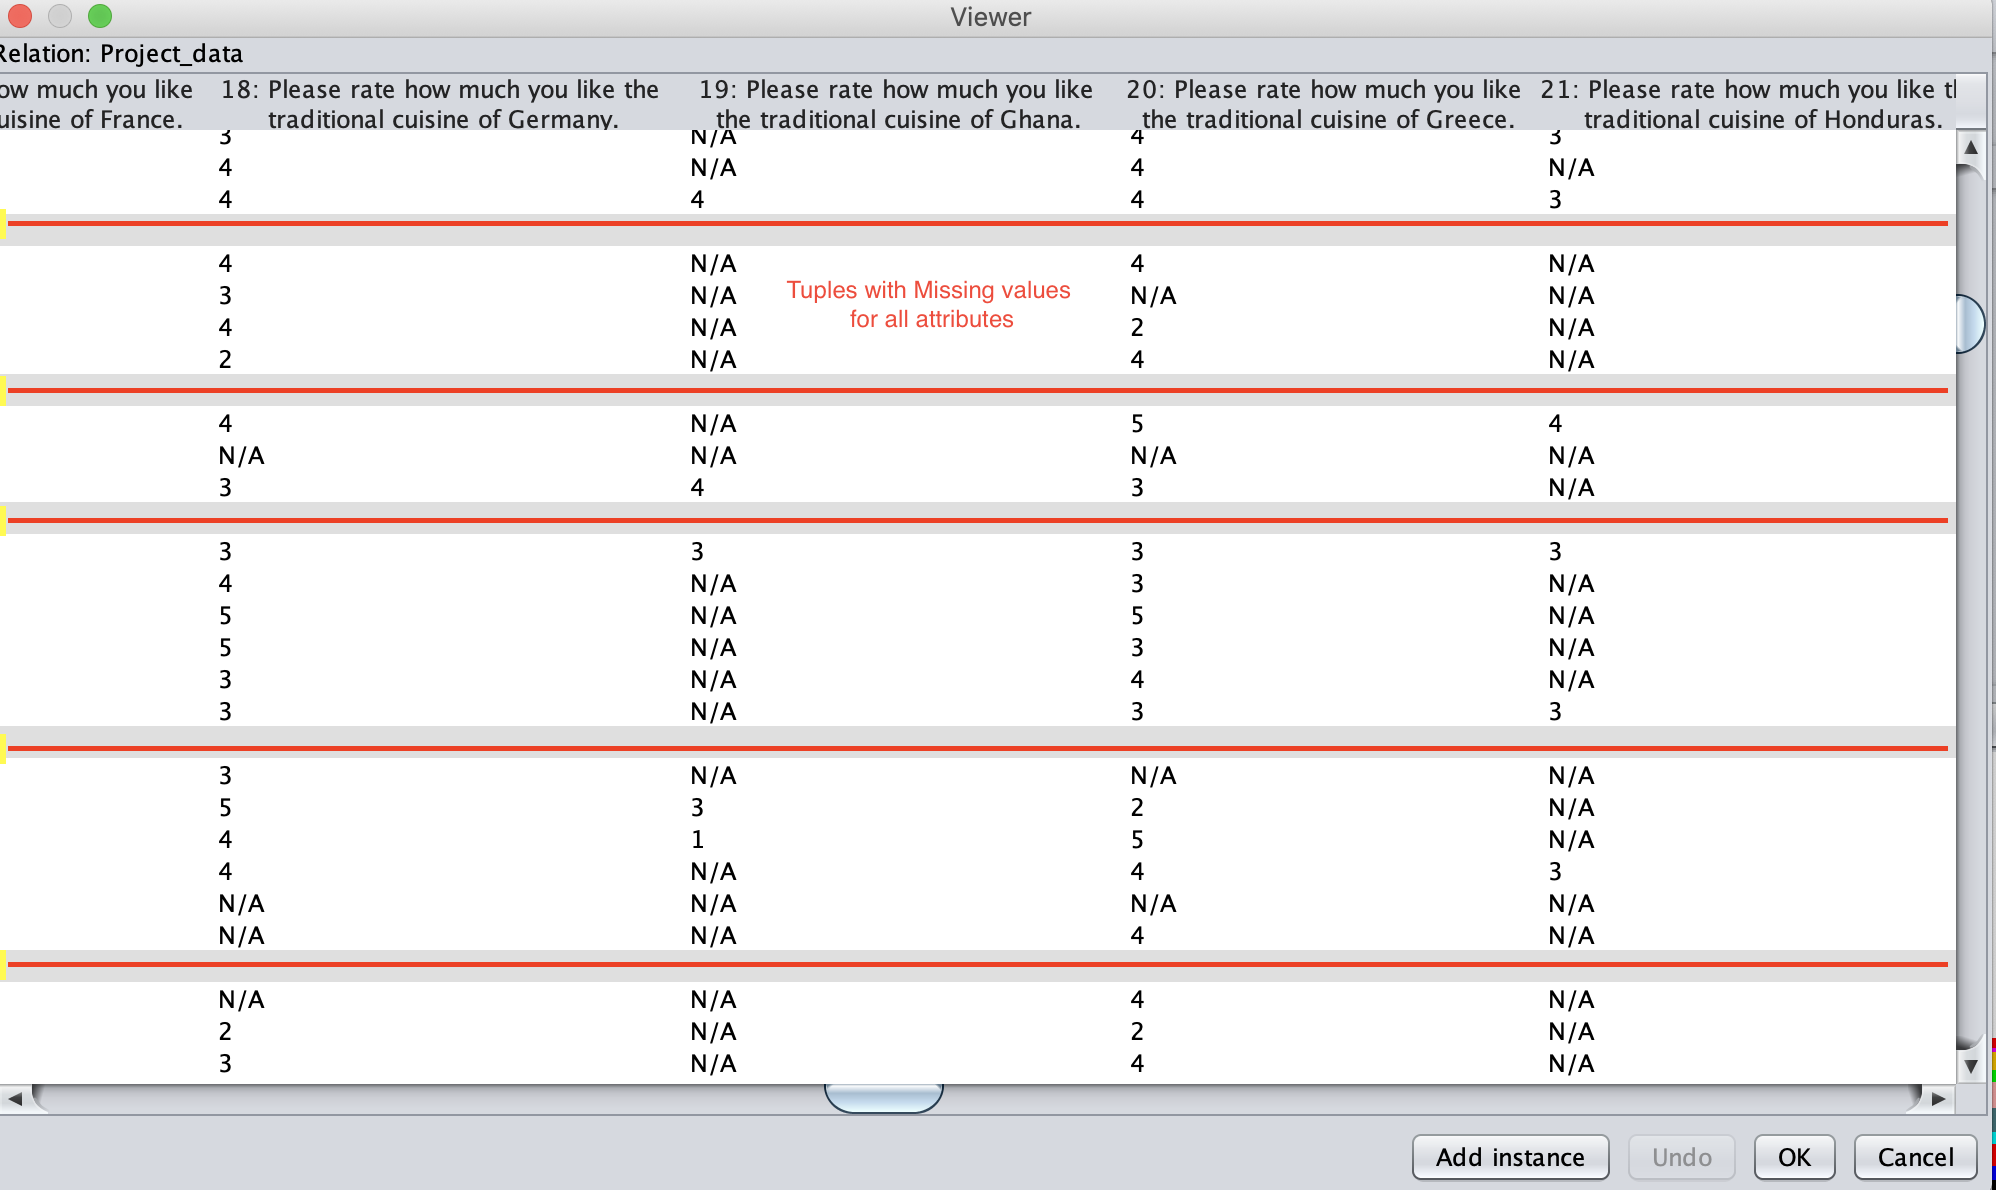 Viewer
Relation: Project_data
ow much you like 18: Please rate how much you like the 19: Please rate how much you like 20: Please rate how much you like 21: Please rate how much you like t
uisine of France. traditional cuisine of Germany. the traditional cuisine of Ghana. the traditional cuisine of Greece. traditional cuisine of Honduras.
3 N/A 4 3
4 N/A 4 N/A
4 4 4 3
4 N/A 4 N/A
3 N/A N/A N/A
4 N/A 2 N/A
2 N/A 4 N/A
Tuples with Missing values
for all attributes
4 N/A 5 4
N/A N/A N/A N/A
3 4 3 N/A
3 3 3 3
4 N/A 3 N/A
5 N/A 5 N/A
5 N/A 3 N/A
3 N/A 4 N/A
3 N/A 3 3
3 N/A N/A N/A
5 3 2 N/A
4 1 5 N/A
4 N/A 4 3
N/A N/A N/A N/A
N/A N/A 4 N/A
N/A N/A 4 N/A
2 N/A 2 N/A
3 N/A 4 N/A
Add instance Undo OK Cancel